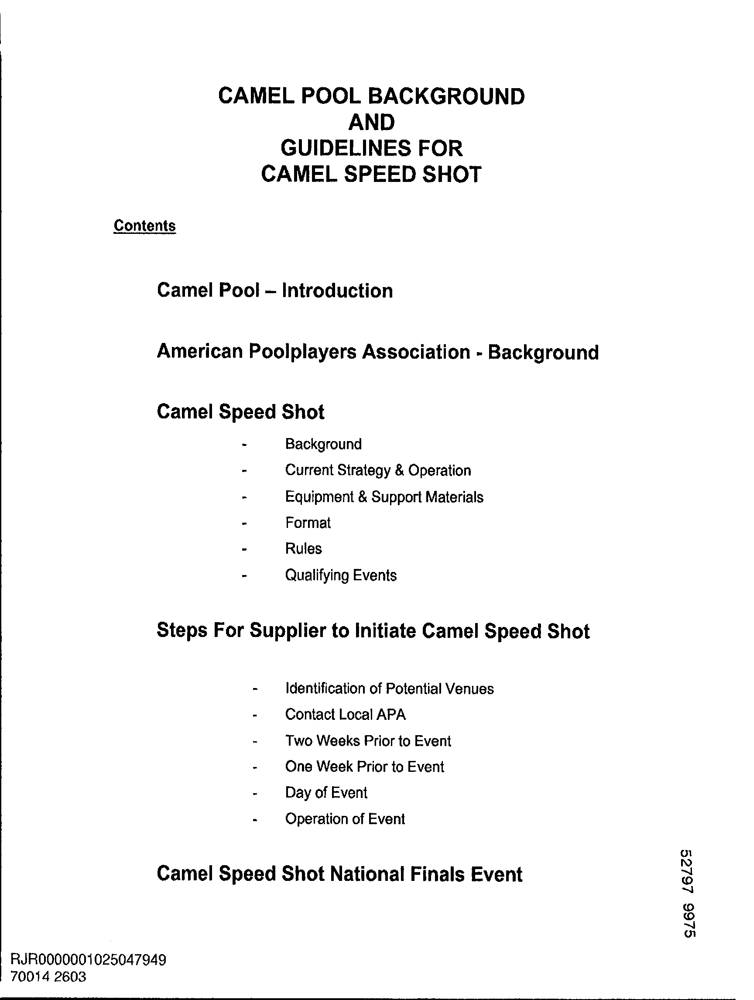 CAMEL POOL BACKGROUND
AND
GUIDELINES FOR
CAMEL SPEED SHOT
Contents
Camel Pool – Introduction
American Poolplayers Association - Background
Camel Speed Shot
- Background
- Current Strategy & Operation
- Equipment & Support Materials
- Format
- Rules
- Qualifying Events
Steps For Supplier to Initiate Camel Speed Shot
- Identification of Potential Venues
- Contact Local APA
- Two Weeks Prior to Event
- One Week Prior to Event
- Day of Event
- Operation of Event
Camel Speed Shot National Finals Event
52797 9975
RJR0000001025047949
70014 2603